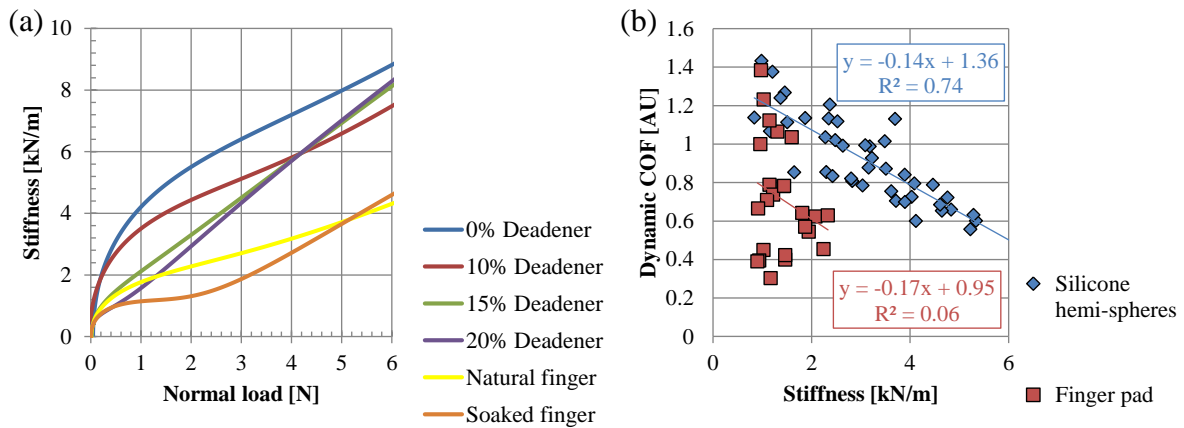 (a)
10
8
6
4
2
0
Stiffness [kN/m]
0 1 2 3 4 5 6
Normal load [N]
0% Deadener
10% Deadener
15% Deadener
20% Deadener
Natural finger
Soaked finger
(b)
1.6
1.4
1.2
1
0.8
0.6
0.4
0.2
0
Dynamic COF [AU]
y = -0.14x + 1.36
R² = 0.74
y = -0.17x + 0.95
R² = 0.06
0 2 4 6
Stiffness [kN/m]
Silicone
hemi-spheres
Finger pad